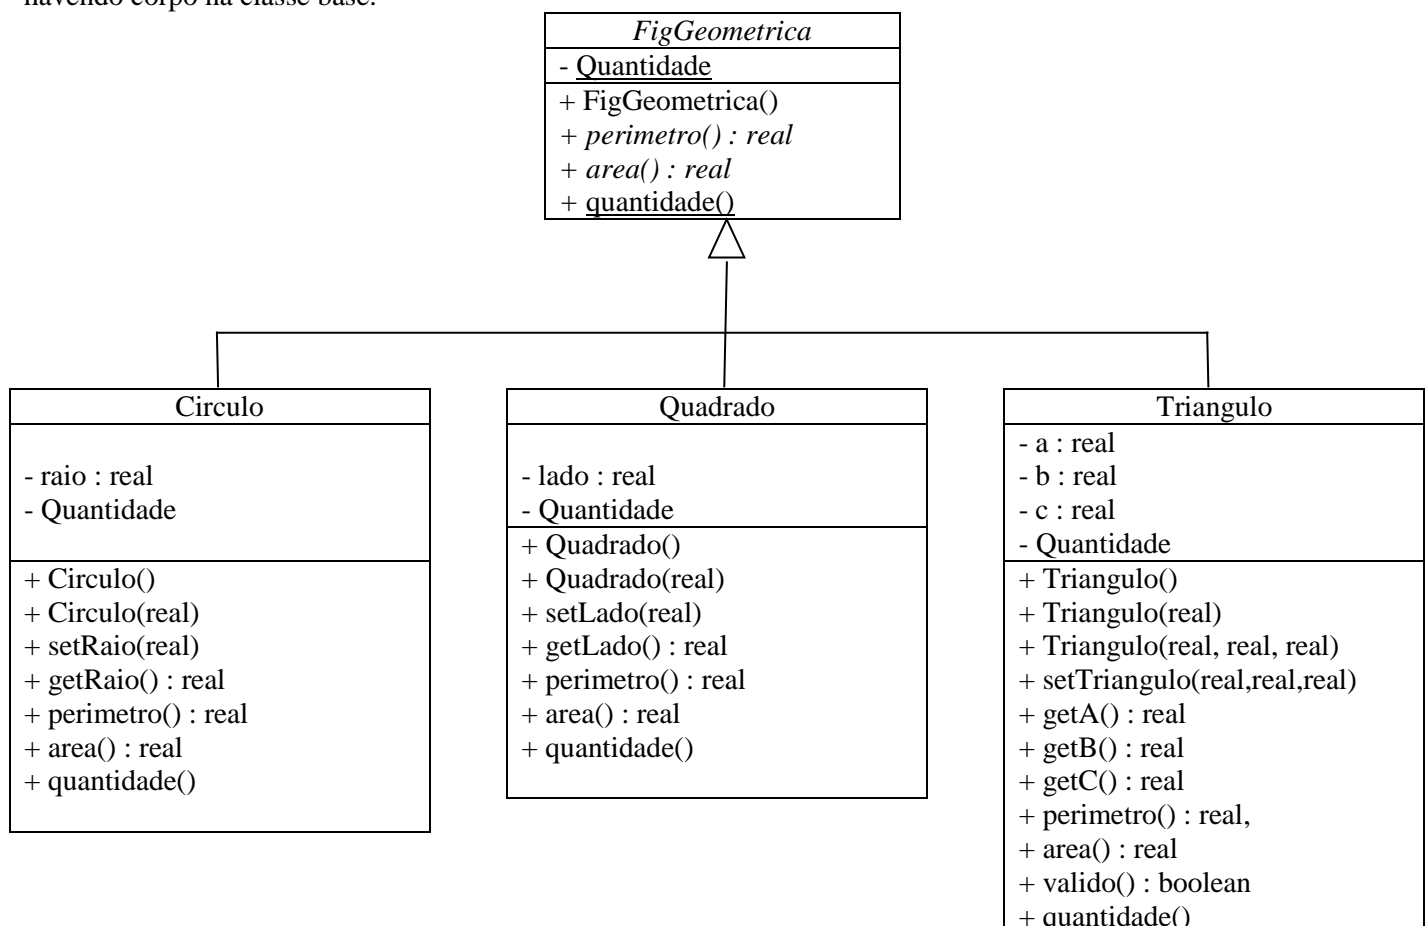 havendo corpo na classe base.
FigGeometrica
- Quantidade
+ FigGeometrica()
+ perimetro() : real
+ area() : real
+ quantidade()
Circulo
- raio : real
- Quantidade
+ Circulo()
+ Circulo(real)
+ setRaio(real)
+ getRaio() : real
+ perimetro() : real
+ area() : real
+ quantidade()
Quadrado
- lado : real
- Quantidade
+ Quadrado()
+ Quadrado(real)
+ setLado(real)
+ getLado() : real
+ perimetro() : real
+ area() : real
+ quantidade()
Triangulo
- a : real
- b : real
- c : real
- Quantidade
+ Triangulo()
+ Triangulo(real)
+ Triangulo(real, real, real)
+ setTriangulo(real,real,real)
+ getA() : real
+ getB() : real
+ getC() : real
+ perimetro() : real,
+ area() : real
+ valido() : boolean
+ quantidade()